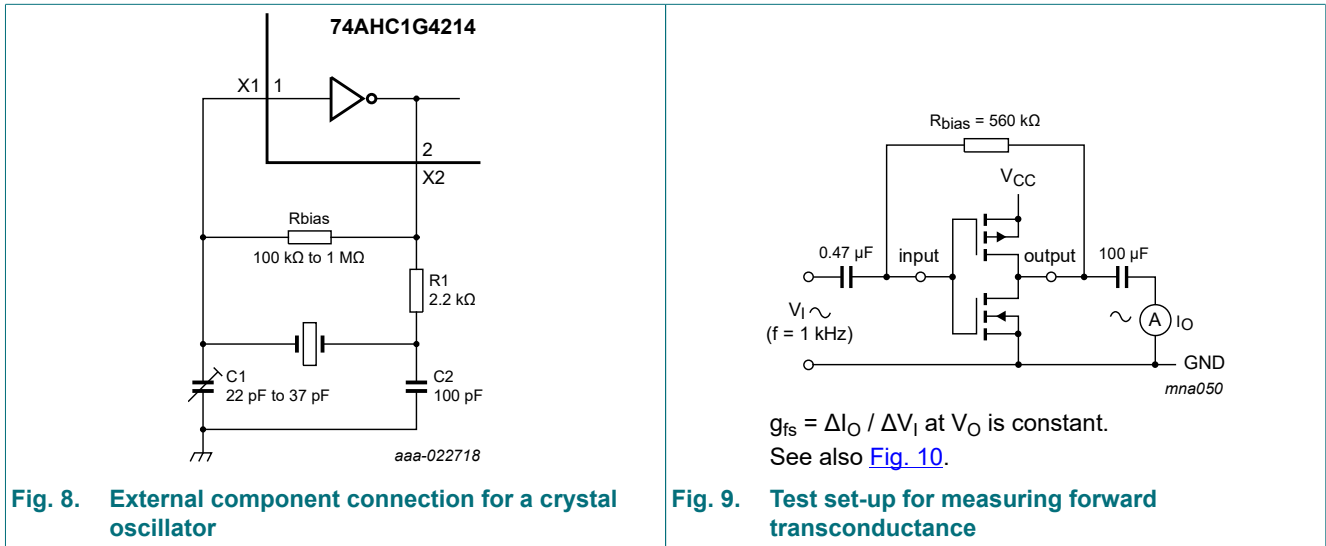 74AHC1G4214
X1 1
2
X2
Rbias
100 kΩ to 1 MΩ
R1
2.2 kΩ
C1
22 pF to 37 pF
C2
100 pF
aaa-022718
Fig. 8. External component connection for a crystal
oscillator
Rbias = 560 kΩ
VCC
0.47 µF
input
output
100 µF
VI
(f = 1 kHz)
A
IO
GND
mna050
gfs = ΔIO / ΔVI at VO is constant.
See also Fig. 10.
Fig. 9. Test set-up for measuring forward
transconductance